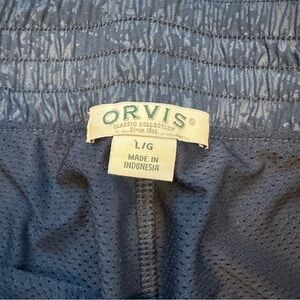 ORVIS®
CLASSIC COLLECTION
Since 1856
L/G
MADE IN
INDONESIA